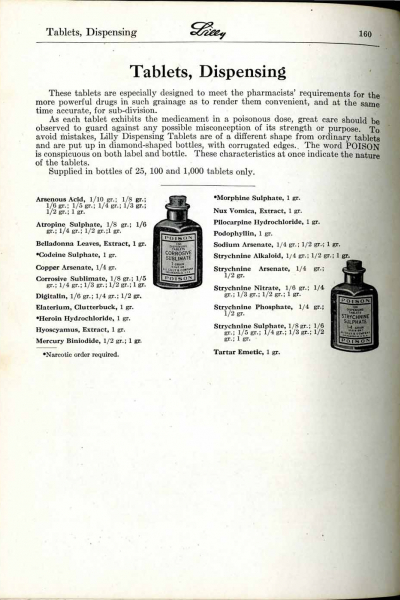 Tablets, Dispensing
Lilly
160
Tablets, Dispensing
These tablets are especially designed to meet the pharmacists' requirements for the
more powerful drugs in such grainage as to render them convenient, and at the same
time accurate, for sub-division.
As each tablet exhibits the medicament in a poisonous dose, great care should be
observed to guard against any possible misconception of its strength or purpose. To
avoid mistakes, Lilly Dispensing Tablets are of a different shape from ordinary tablets
and are put up in diamond-shaped bottles, with corrugated edges. The word POISON
is conspicuous on both label and bottle. These characteristics at once indicate the nature
of the tablets.
Supplied in bottles of 25, 100 and 1,000 tablets only.
Arsenous Acid, 1/10 gr.; 1/8 gr.;
1/6 gr.; 1/5 gr.; 1/4 gr.; 1/3 gr.;
1/2 gr.; 1 gr.
Atropine Sulphate, 1/8 gr.; 1/6
gr.; 1/4 gr.; 1/2 gr.; 1 gr.
Belladonna Leaves, Extract, 1 gr.
*Codeine Sulphate, 1 gr.
Copper Arsenate, 1/4 gr.
Corrosive Sublimate, 1/8 gr.; 1/5
gr.; 1/4 gr.; 1/3 gr.; 1/2 gr.; 1 gr.
Digitalin, 1/6 gr.; 1/4 gr.; 1/2 gr.
Elaterium, Clutterbuck, 1 gr.
*Heroin Hydrochloride, 1 gr.
Hyoscyamus, Extract, 1 gr.
Mercury Biniodide, 1/2 gr.; 1 gr.
*Narcotic order required.
POISON
CORROSIVE
SUBLIMATE
POISON
*Morphine Sulphate, 1 gr.
Nux Vomica, Extract, 1 gr.
Pilocarpine Hydrochloride, 1 gr.
Podophyllin, 1 gr.
Sodium Arsenate, 1/4 gr.; 1/2 gr.; 1 gr.
Strychnine Alkaloid, 1/4 gr.; 1/2 gr.; 1 gr.
Strychnine Arsenate, 1/4 gr.;
1/2 gr.
Strychnine Nitrate, 1/6 gr.; 1/4
gr.; 1/3 gr.; 1/2 gr.; 1 gr.
Strychnine Phosphate, 1/4 gr.;
1/2 gr.
Strychnine Sulphate, 1/8 gr.; 1/6
gr.; 1/5 gr.; 1/4 gr.; 1/3 gr.; 1/2
gr.; 1 gr.
Tartar Emetic, 1 gr.
POISON
STRYCHNINE
SULPHATE
POISON